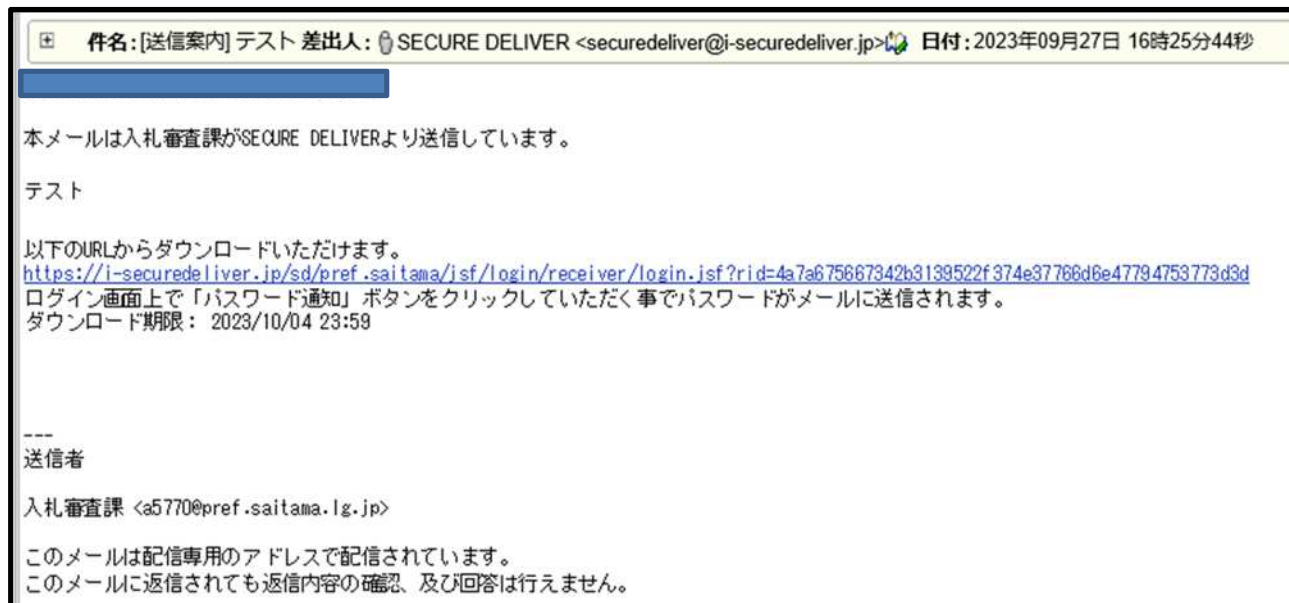 件名:[送信案内] テスト 差出人: SECURE DELIVER <securedeliver@i-securedeliver.jp> 日付:2023年09月27日 16時25分44秒
本メールは入札審査課がSECURE DELIVERより送信しています。
テスト
以下のURLからダウンロードいただけます。
https://i-securedeliver.jp/sd/pref.saitama/jsf/login/receiver/login.jsf?rid=4a7a675667342b3139522f374e37766d6e47794753773d3d
ログイン画面上で「パスワード通知」ボタンをクリックしていただく事でパスワードがメールに送信されます。
ダウンロード期限： 2023/10/04 23:59
---
送信者
入札審査課 <a5770@pref.saitama.lg.jp>
このメールは配信専用のアドレスで配信されています。
このメールに返信されても返信内容の確認、及び回答は行えません。